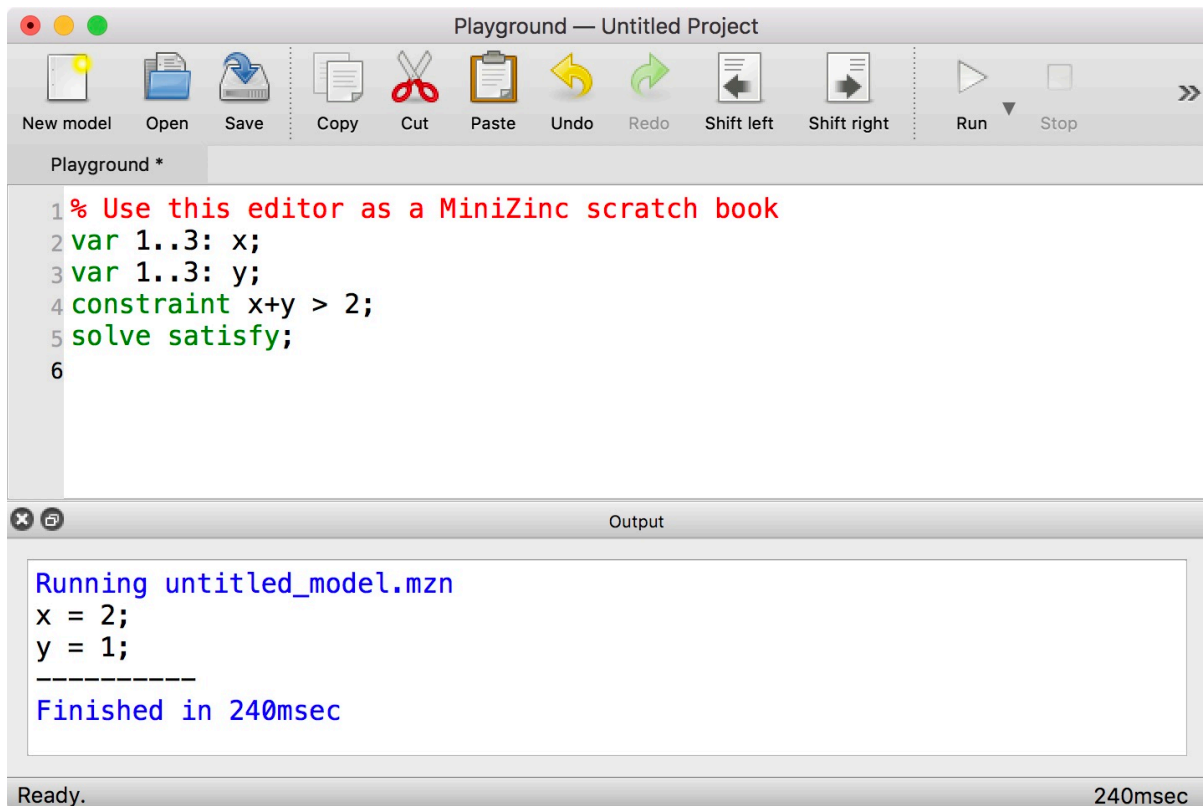 Playground — Untitled Project
New model Open Save Copy Cut Paste Undo Redo Shift left Shift right Run Stop
Playground *
1 % Use this editor as a MiniZinc scratch book
2 var 1..3: x;
3 var 1..3: y;
4 constraint x+y > 2;
5 solve satisfy;
6
Output
Running untitled_model.mzn
x = 2;
y = 1;
----------
Finished in 240msec
Ready. 240msec